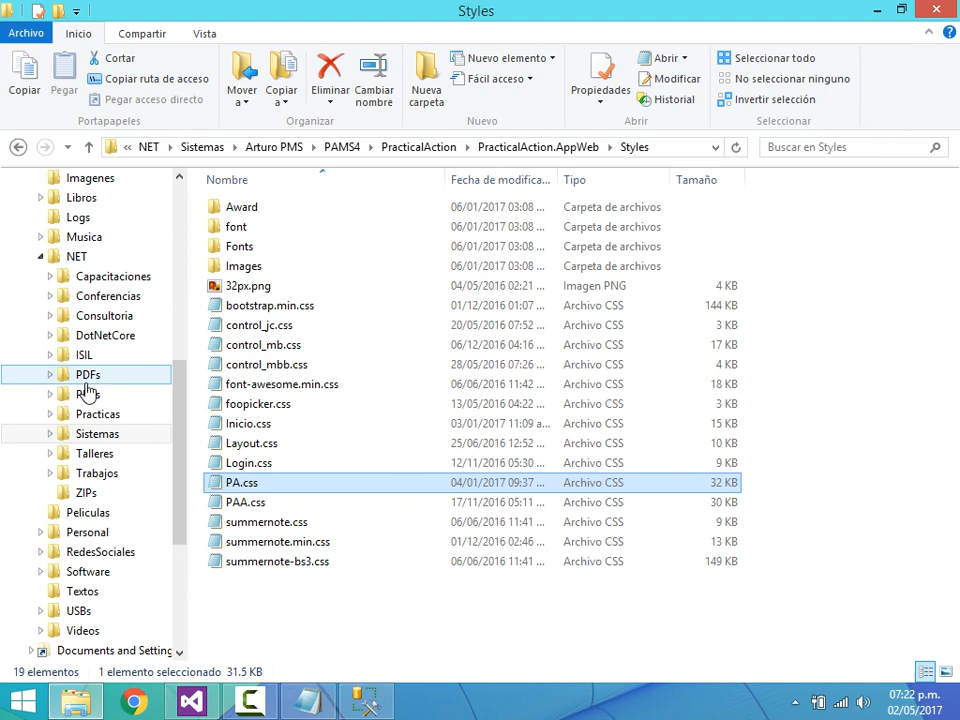 Styles
Archivo
Inicio
Compartir
Vista
Copiar
Pegar
Cortar
Copiar ruta de acceso
Pegar acceso directo
Portapapeles
Mover a
Copiar a
Eliminar
Cambiar nombre
Organizar
Nueva carpeta
Nuevo elemento
Fácil acceso
Nuevo
Propiedades
Abrir
Modificar
Historial
Abrir
Seleccionar todo
No seleccionar ninguno
Invertir selección
Seleccionar
« NET Sistemas Arturo PMS PAMS4 PracticalAction PracticalAction.AppWeb Styles
Buscar en Styles
Imagenes
Libros
Logs
Musica
NET
Capacitaciones
Conferencias
Consultoria
DotNetCore
ISIL
PDFs
Practicas
Sistemas
Talleres
Trabajos
ZIPs
Peliculas
Personal
RedesSociales
Software
Textos
USBs
Videos
Documents and Setting
Nombre Fecha de modifica... Tipo Tamaño
Award 06/01/2017 03:08 ... Carpeta de archivos
font 06/01/2017 03:08 ... Carpeta de archivos
Fonts 06/01/2017 03:08 ... Carpeta de archivos
Images 06/01/2017 03:08 ... Carpeta de archivos
32px.png 04/05/2016 02:21 ... Imagen PNG 4 KB
bootstrap.min.css 01/12/2016 01:07 ... Archivo CSS 144 KB
control_jc.css 20/05/2016 07:52 ... Archivo CSS 3 KB
control_mb.css 06/12/2016 04:16 ... Archivo CSS 17 KB
control_mbb.css 28/05/2016 07:26 ... Archivo CSS 4 KB
font-awesome.min.css 06/06/2016 11:42 ... Archivo CSS 18 KB
foopicker.css 13/05/2016 04:22 ... Archivo CSS 3 KB
Inicio.css 03/01/2017 11:09 a... Archivo CSS 15 KB
Layout.css 25/06/2016 12:52 ... Archivo CSS 10 KB
Login.css 12/11/2016 05:30 ... Archivo CSS 9 KB
PA.css 04/01/2017 09:37 ... Archivo CSS 32 KB
PAA.css 17/11/2016 05:11 ... Archivo CSS 30 KB
summernote.css 06/06/2016 11:41 ... Archivo CSS 9 KB
summernote.min.css 01/12/2016 02:46 ... Archivo CSS 13 KB
summernote-bs3.css 06/06/2016 11:41 ... Archivo CSS 149 KB
19 elementos 1 elemento seleccionado 31.5 KB
07:22 p.m.
02/05/2017